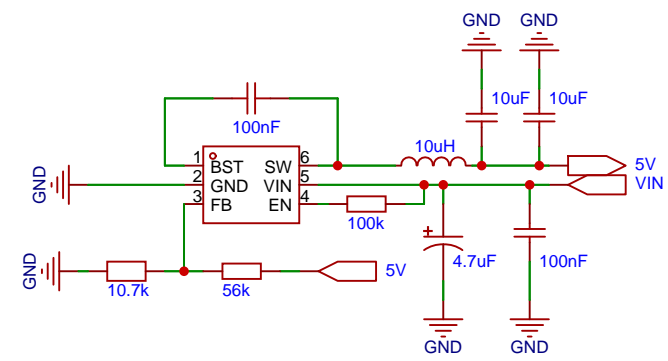 GND GND
10uF 10uF
100nF
10uH
1 BST SW 6
5V
GND 2 GND VIN 5
VIN
3 FB EN 4
100k
GND
10.7k 56k 5V
4.7uF 100nF
GND GND